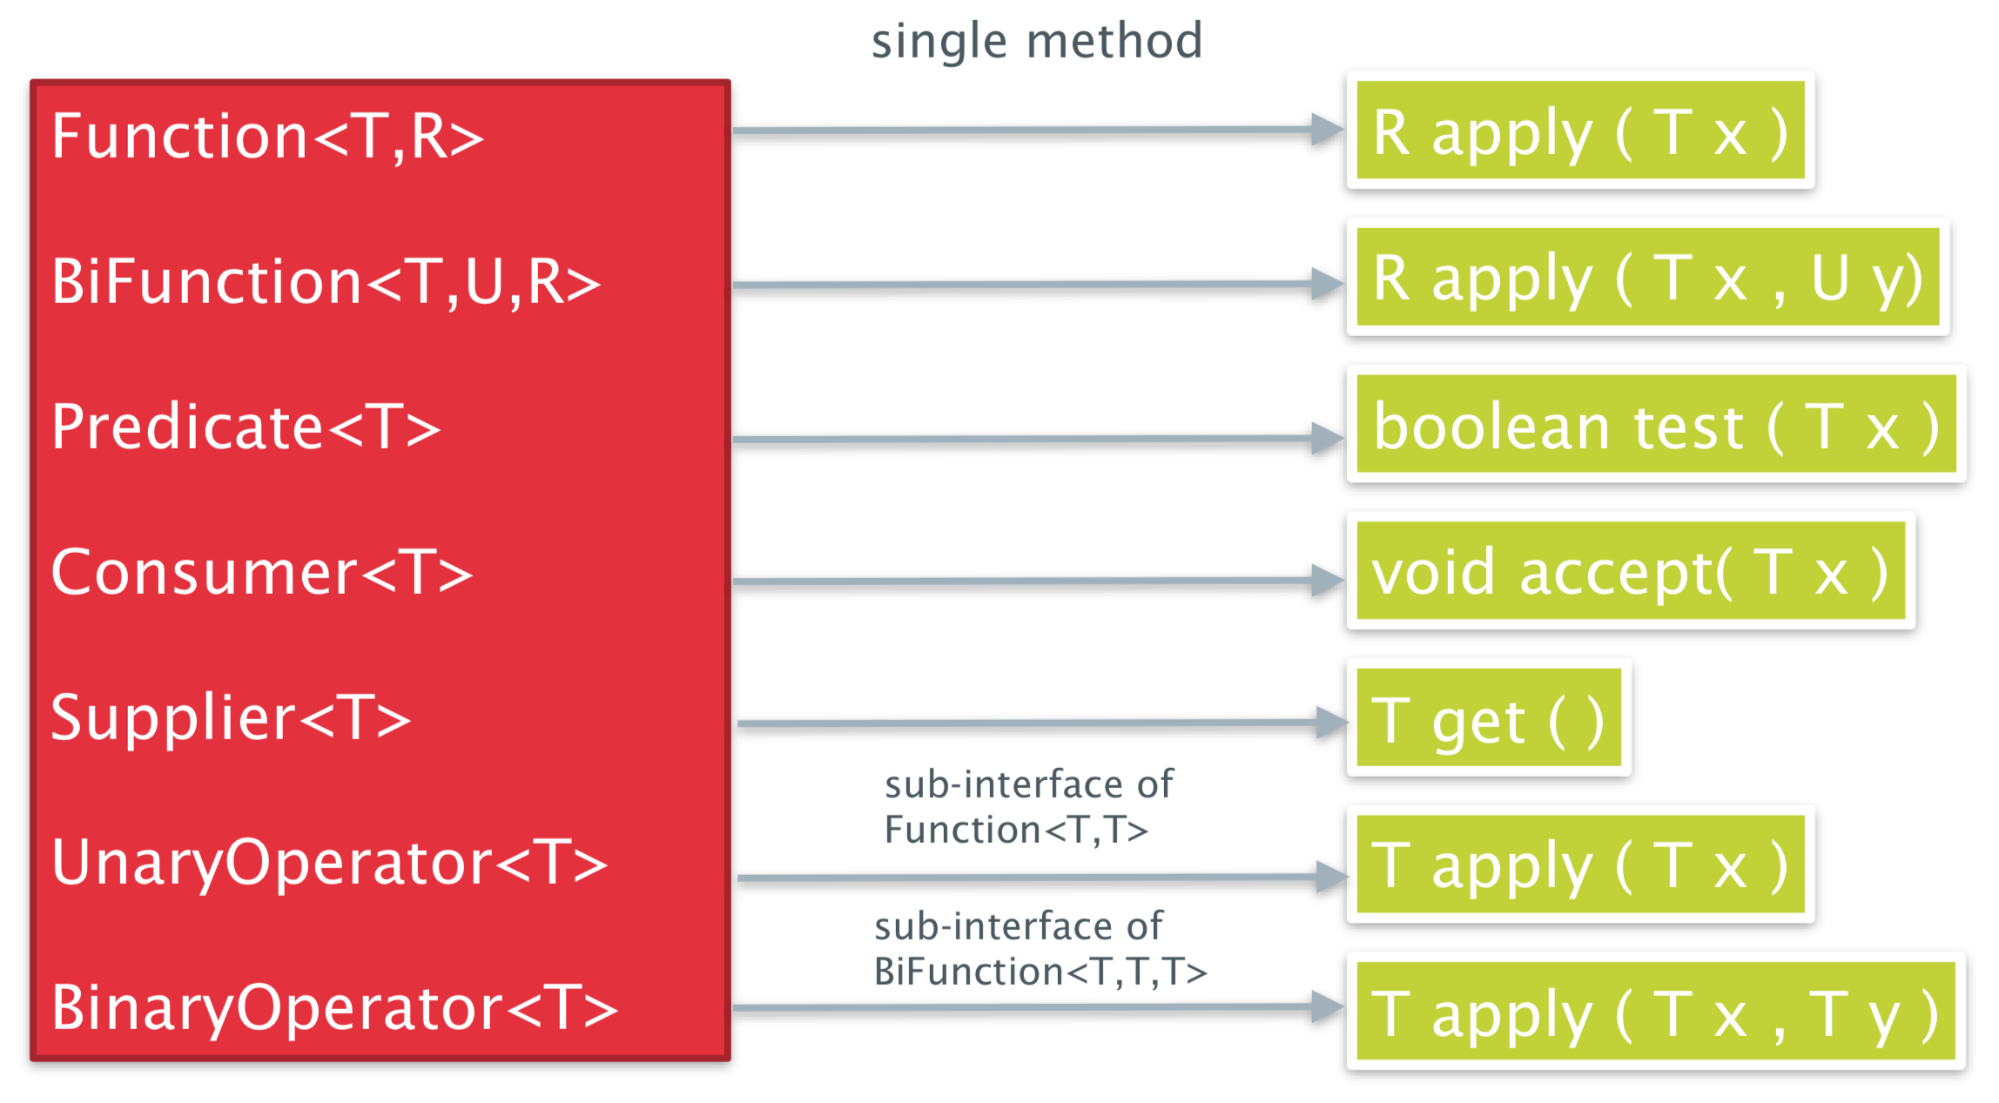 single method
Function<T,R>
R apply ( T x )
BiFunction<T,U,R>
R apply ( T x , U y)
Predicate<T>
boolean test ( T x )
Consumer<T>
void accept( T x )
Supplier<T>
T get ( )
sub-interface of
Function<T,T>
UnaryOperator<T>
T apply ( T x )
sub-interface of
BiFunction<T,T,T>
BinaryOperator<T>
T apply ( T x , T y )